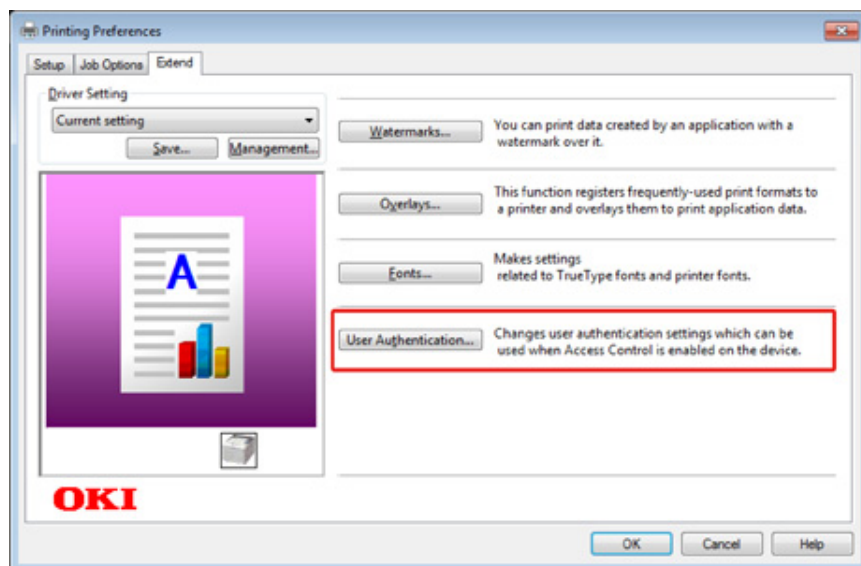 Printing Preferences
Setup Job Options Extend
Driver Setting
Current setting
Save... Management...
A
OKI
Watermarks... You can print data created by an application with a
watermark over it.
Overlays... This function registers frequently-used print formats to
a printer and overlays them to print application data.
Fonts... Makes settings
related to TrueType fonts and printer fonts.
User Authentication... Changes user authentication settings which can be
used when Access Control is enabled on the device.
OK Cancel Help